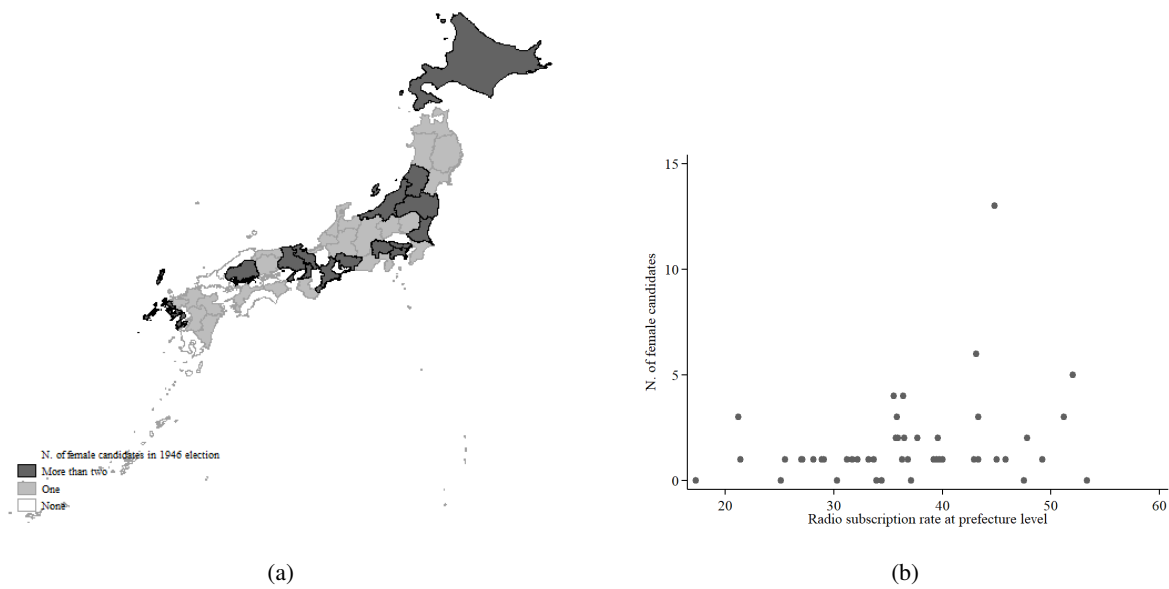 N. of female candidates in 1946 election
More than two
One
None
(a)
N. of female candidates
15
10
5
0
20 30 40 50 60
Radio subscription rate at prefecture level
(b)